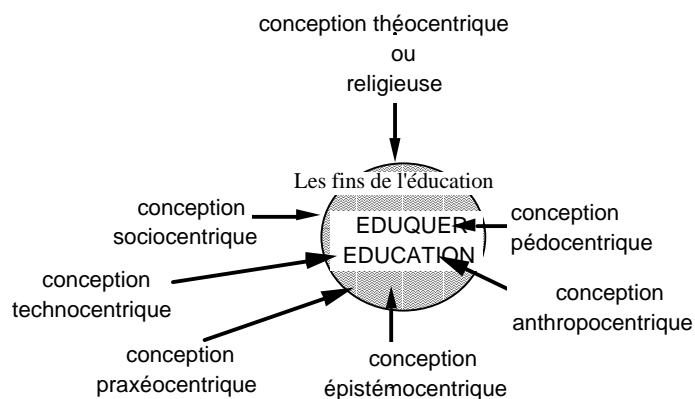 conception théocentrique
ou
religieuse
Les fins de l'éducation
conception
sociocentrique
EDUQUER
EDUCATION
conception
pédocentrique
conception
technocentrique
conception
anthropocentrique
conception
praxéocentrique
conception
épistémocentrique